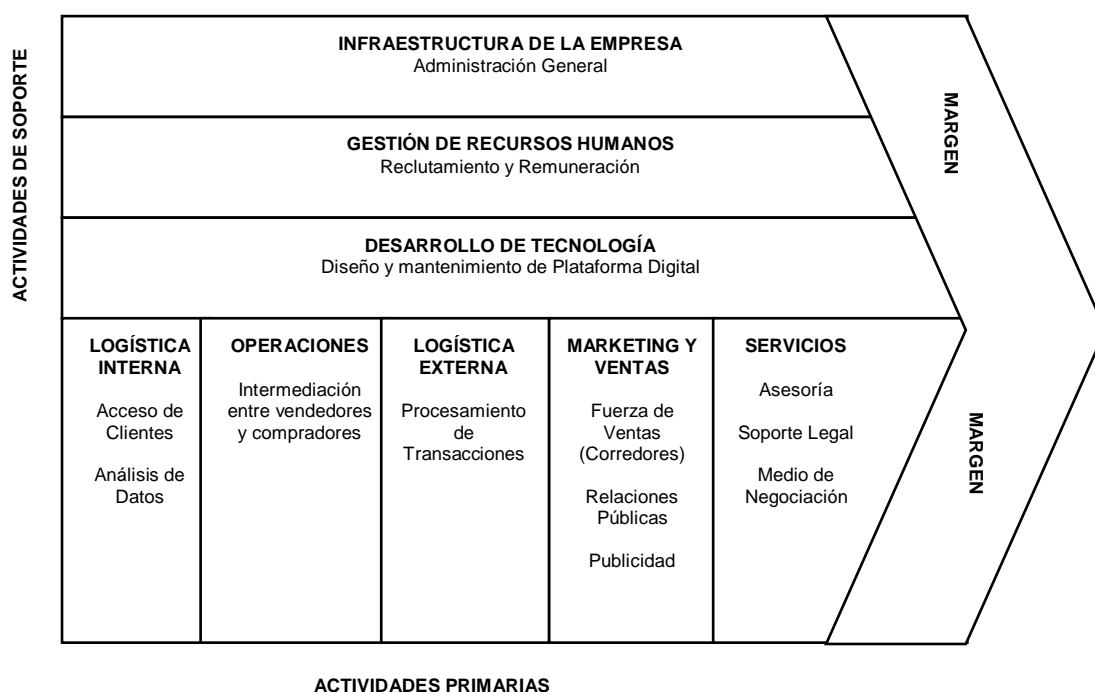 ACTIVIDADES DE SOPORTE
INFRAESTRUCTURA DE LA EMPRESA
Administración General
GESTIÓN DE RECURSOS HUMANOS
Reclutamiento y Remuneración
DESARROLLO DE TECNOLOGÍA
Diseño y mantenimiento de Plataforma Digital
MARGEN
LOGÍSTICA
INTERNA
Acceso de
Clientes
Análisis de
Datos
OPERACIONES
Intermediación
entre vendedores
y compradores
LOGÍSTICA
EXTERNA
Procesamiento
de
Transacciones
MARKETING Y
VENTAS
Fuerza de
Ventas
(Corredores)
Relaciones
Públicas
Publicidad
SERVICIOS
Asesoría
Soporte Legal
Medio de
Negociación
MARGEN
ACTIVIDADES PRIMARIAS